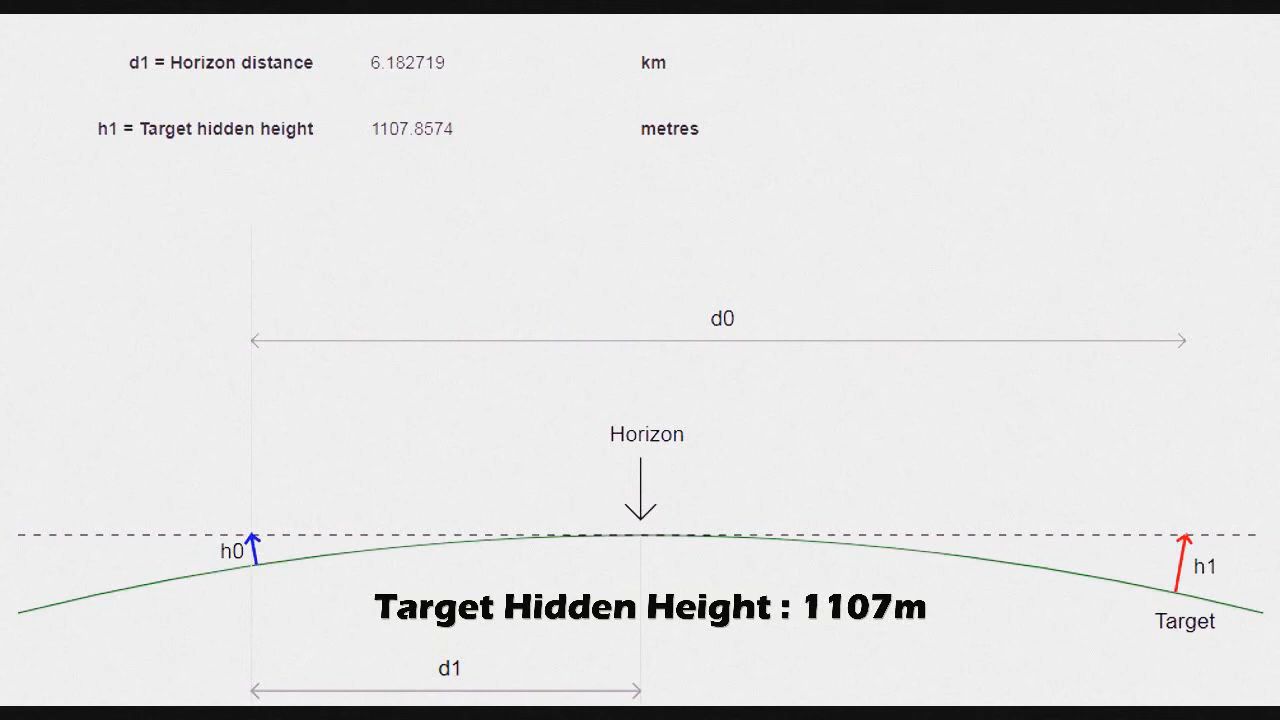 d1 = Horizon distance 6.182719 km
h1 = Target hidden height 1107.8574 metres
d0
Horizon
h0
h1
Target Hidden Height : 1107m
Target
d1